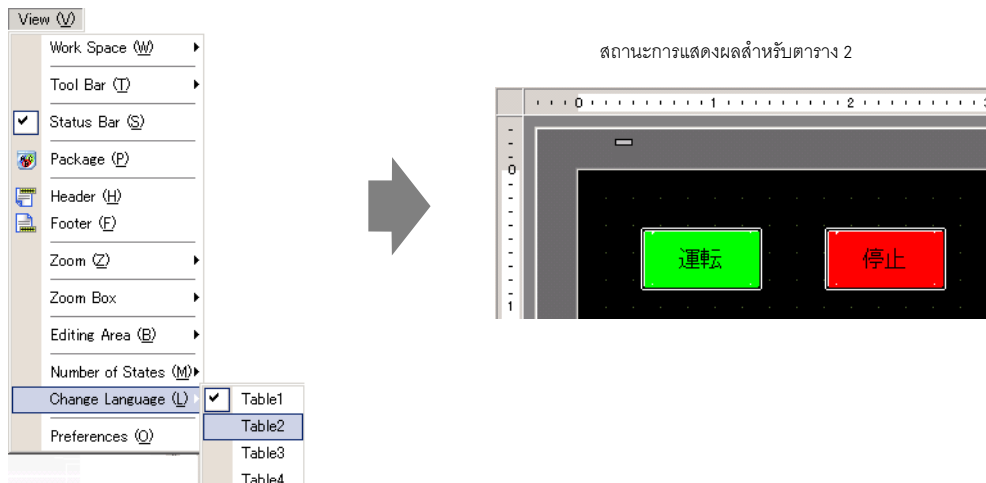 View (V)
Work Space (W)
Tool Bar (T)
Status Bar (S)
Package (P)
Header (H)
Footer (F)
Zoom (Z)
Zoom Box
Editing Area (B)
Number of States (M)
Change Language (L)
Preferences (O)
Table1
Table2
Table3
Table4
สถานะการแสดงผลสำหรับตาราง 2
0 1 2 3
0
1
運転
停止